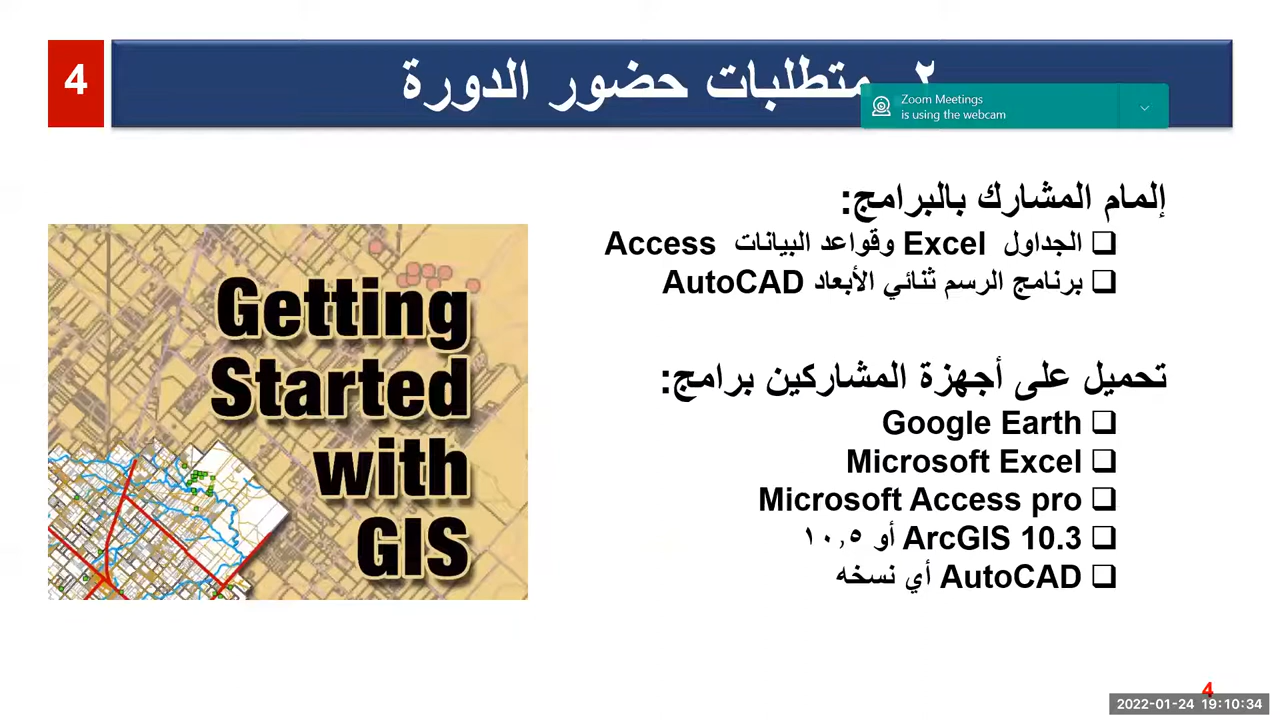 4
٢. متطلبات حضور الدورة
Zoom Meetings
is using the webcam
إلمام المشارك بالبرامج:
❑ الجداول Excel وقواعد البيانات Access
❑ برنامج الرسم ثنائي الأبعاد AutoCAD
تحميل على أجهزة المشاركين برامج:
❑ Google Earth
❑ Microsoft Excel
❑ Microsoft Access pro
❑ ArcGIS 10.3 أو ١٠,٥
❑ AutoCAD أي نسخه
Getting
Started
with
GIS
4
2022-01-24 19:10:34